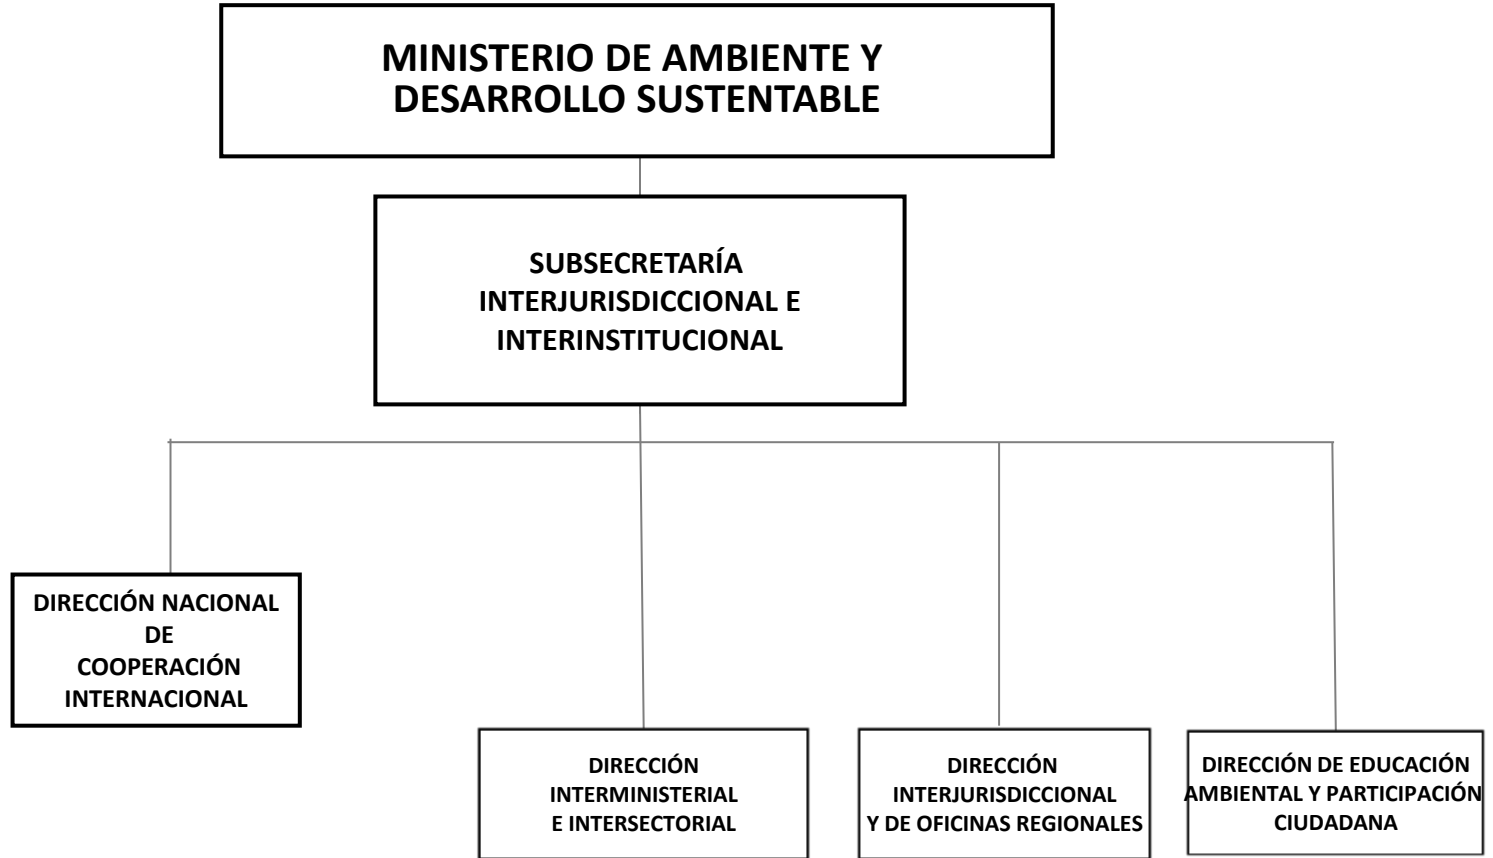 MINISTERIO DE AMBIENTE Y
DESARROLLO SUSTENTABLE
SUBSECRETARÍA
INTERJURISDICCIONAL E
INTERINSTITUCIONAL
DIRECCIÓN NACIONAL
DE
COOPERACIÓN
INTERNACIONAL
DIRECCIÓN
INTERMINISTERIAL
E INTERSECTORIAL
DIRECCIÓN
INTERJURISDICCIONAL
Y DE OFICINAS REGIONALES
DIRECCIÓN DE EDUCACIÓN
AMBIENTAL Y PARTICIPACIÓN
CIUDADANA